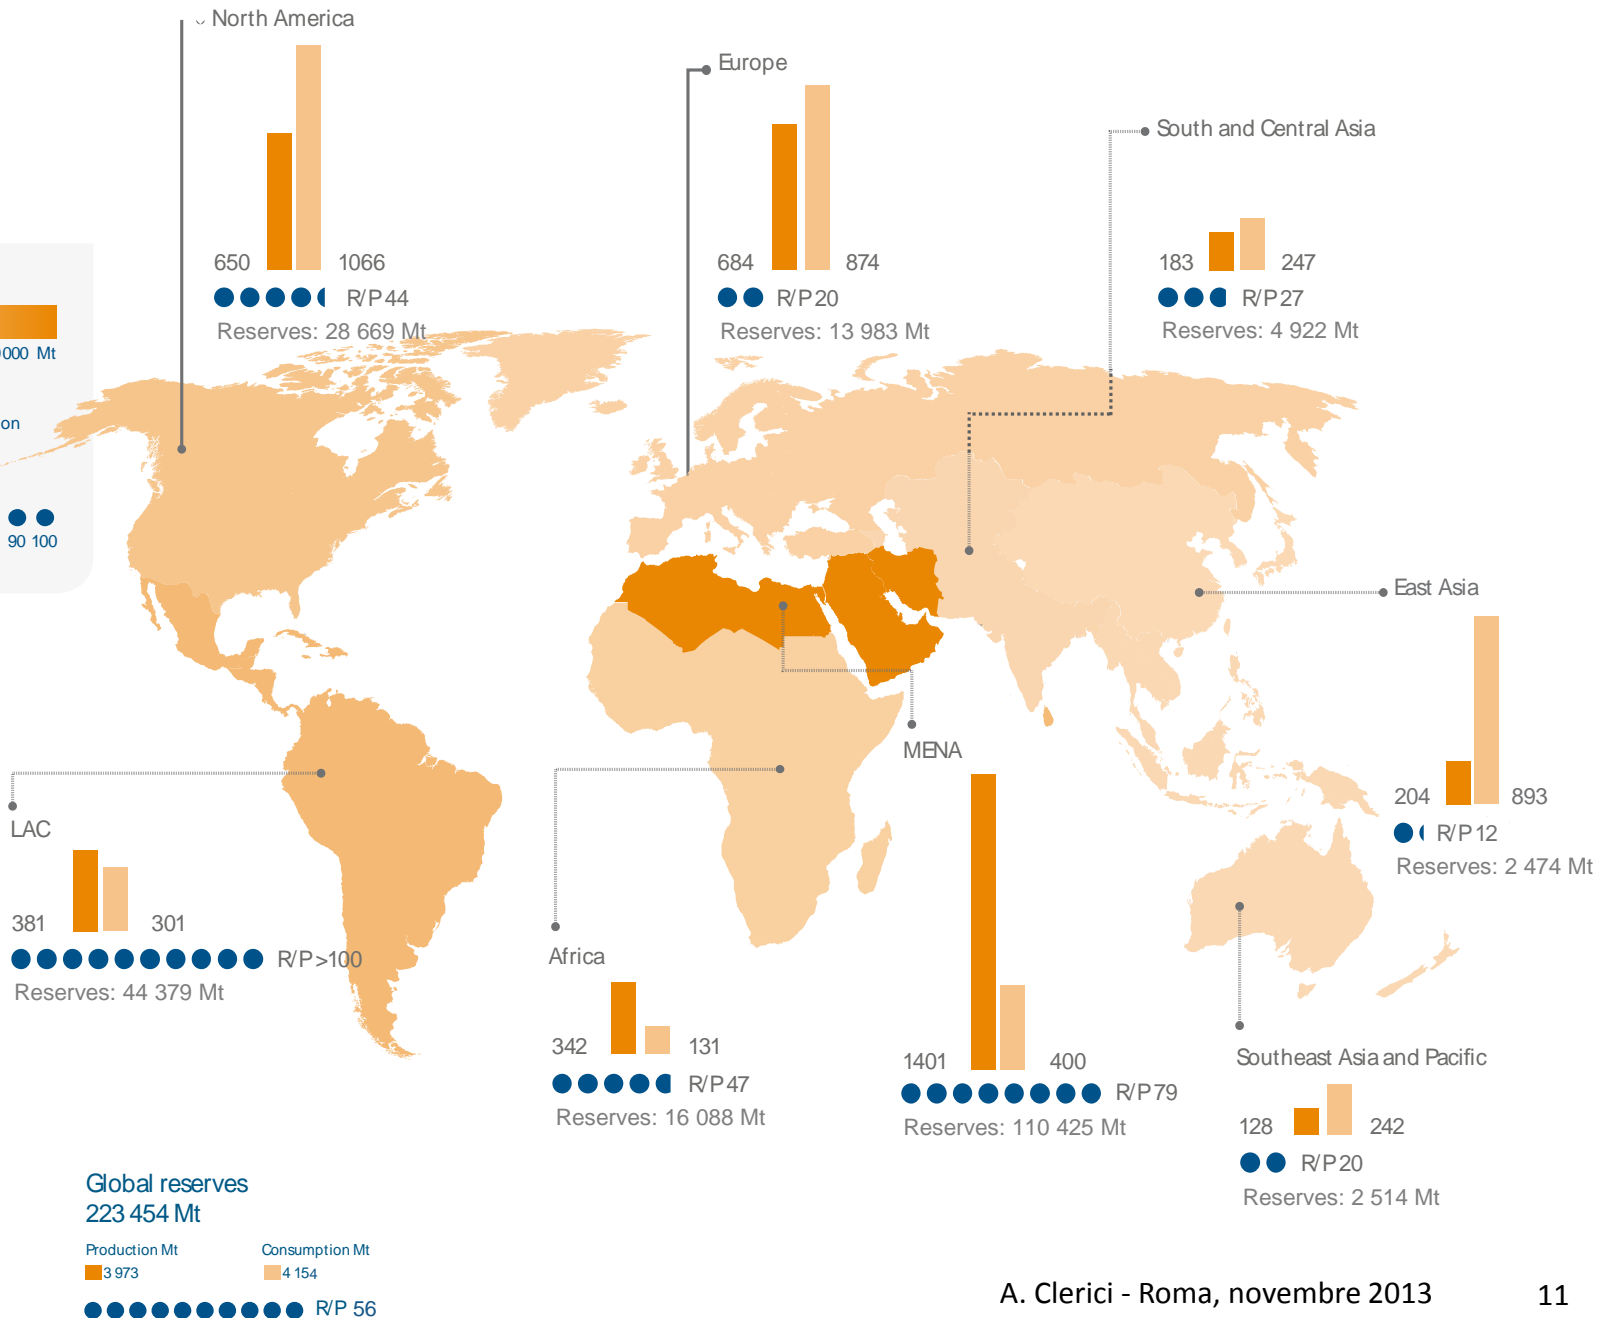 North America
650 1066
R/P 44
Reserves: 28 669 Mt
Europe
684 874
R/P 20
Reserves: 13 983 Mt
South and Central Asia
183 247
R/P 27
Reserves: 4 922 Mt
000 Mt
on
90 100
East Asia
204 893
R/P 12
Reserves: 2 474 Mt
MENA
1401 400
R/P 79
Reserves: 110 425 Mt
LAC
381 301
R/P >100
Reserves: 44 379 Mt
Africa
342 131
R/P 47
Reserves: 16 088 Mt
Southeast Asia and Pacific
128 242
R/P 20
Reserves: 2 514 Mt
Global reserves
223 454 Mt
Production Mt Consumption Mt
3 973 4 154
R/P 56
A. Clerici - Roma, novembre 2013 11